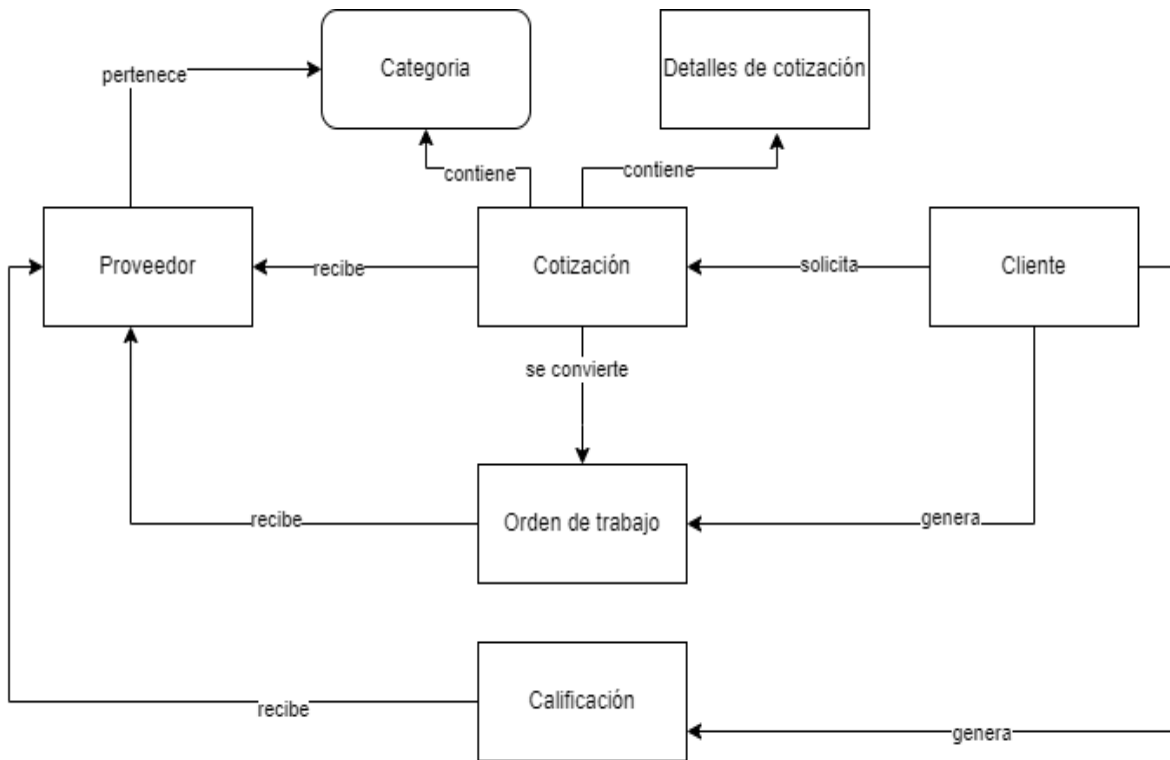 Categoria
Detalles de cotización
pertenece
contiene
contiene
Proveedor
recibe
Cotización
solicita
Cliente
se convierte
recibe
Orden de trabajo
genera
Calificación
recibe
genera